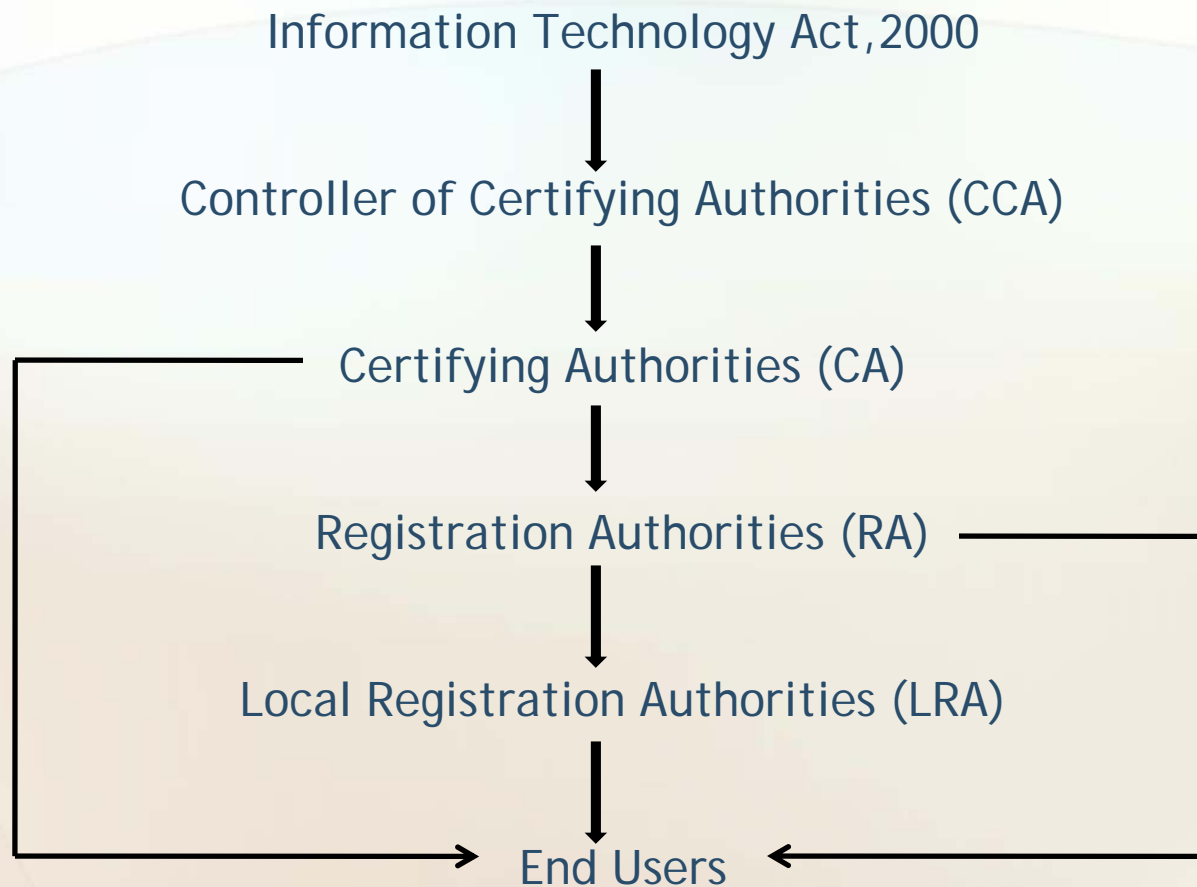 Information Technology Act,2000
Controller of Certifying Authorities (CCA)
Certifying Authorities (CA)
Registration Authorities (RA)
Local Registration Authorities (LRA)
End Users